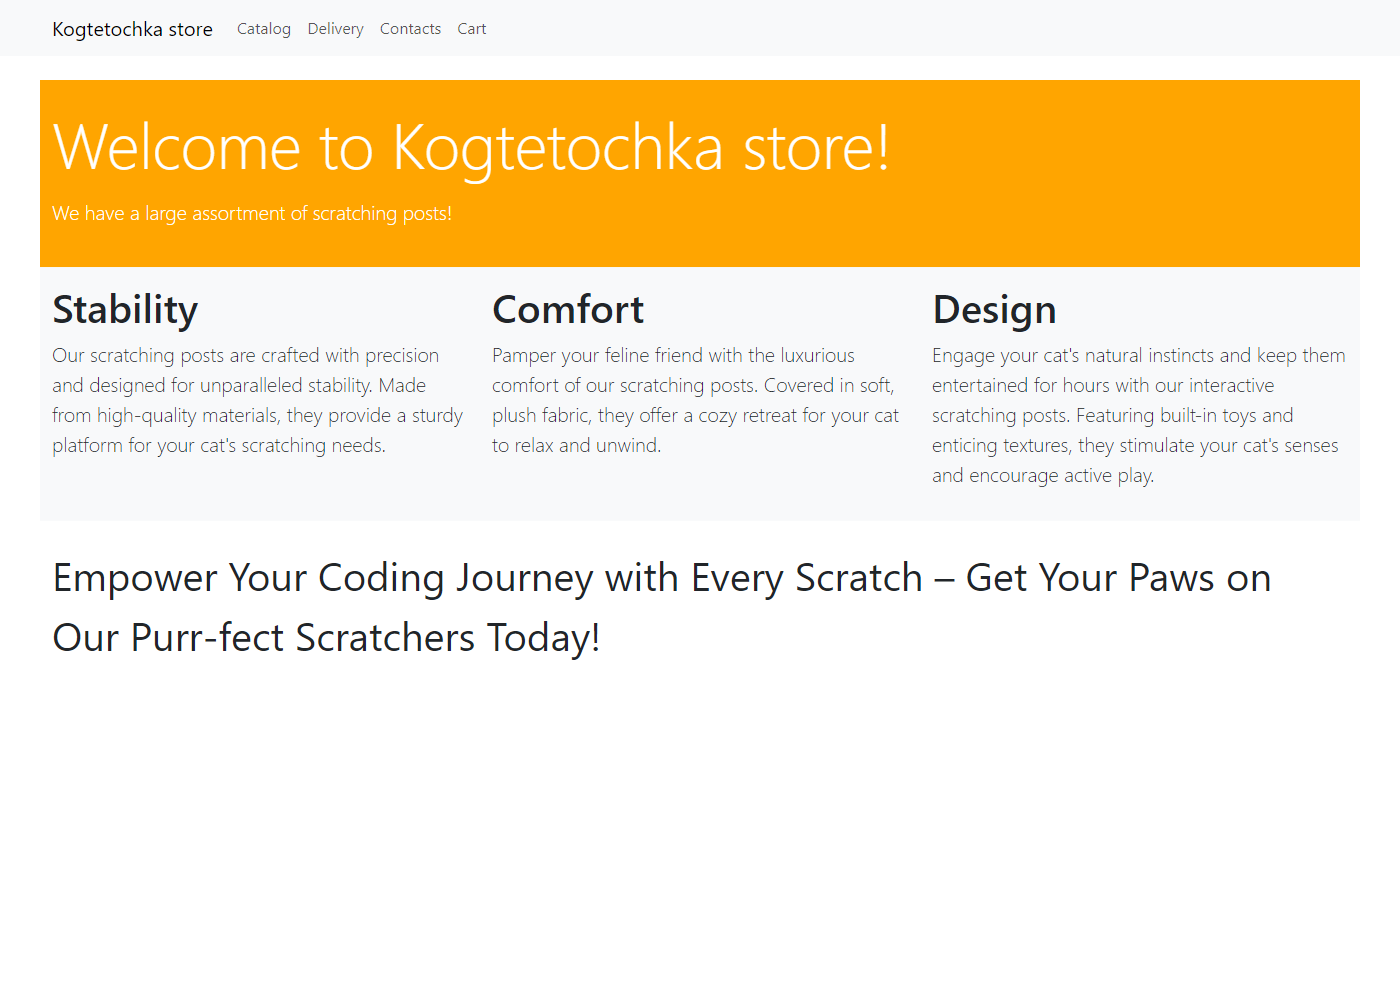 Kogtetochka store Catalog Delivery Contacts Cart
Welcome to Kogtetochka store!
We have a large assortment of scratching posts!
Stability
Our scratching posts are crafted with precision
and designed for unparalleled stability. Made
from high-quality materials, they provide a sturdy
platform for your cat's scratching needs.
Comfort
Pamper your feline friend with the luxurious
comfort of our scratching posts. Covered in soft,
plush fabric, they offer a cozy retreat for your cat
to relax and unwind.
Design
Engage your cat's natural instincts and keep them
entertained for hours with our interactive
scratching posts. Featuring built-in toys and
enticing textures, they stimulate your cat's senses
and encourage active play.
Empower Your Coding Journey with Every Scratch – Get Your Paws on
Our Purr-fect Scratchers Today!